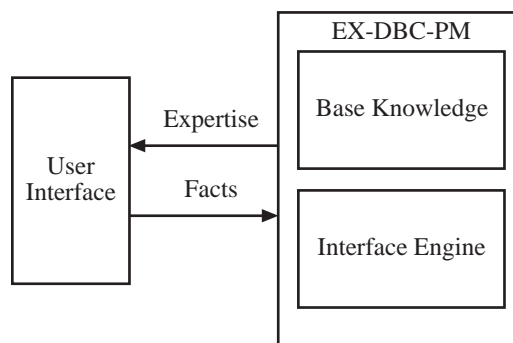 EX-DBC-PM
Base Knowledge
Expertise
User
Interface
Facts
Interface Engine